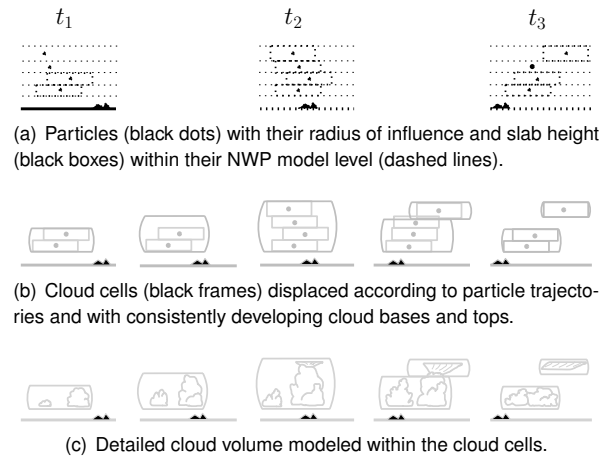 t₁ t₂ t₃
(a) Particles (black dots) with their radius of influence and slab height
(black boxes) within their NWP model level (dashed lines).
(b) Cloud cells (black frames) displaced according to particle trajecto-
ries and with consistently developing cloud bases and tops.
(c) Detailed cloud volume modeled within the cloud cells.